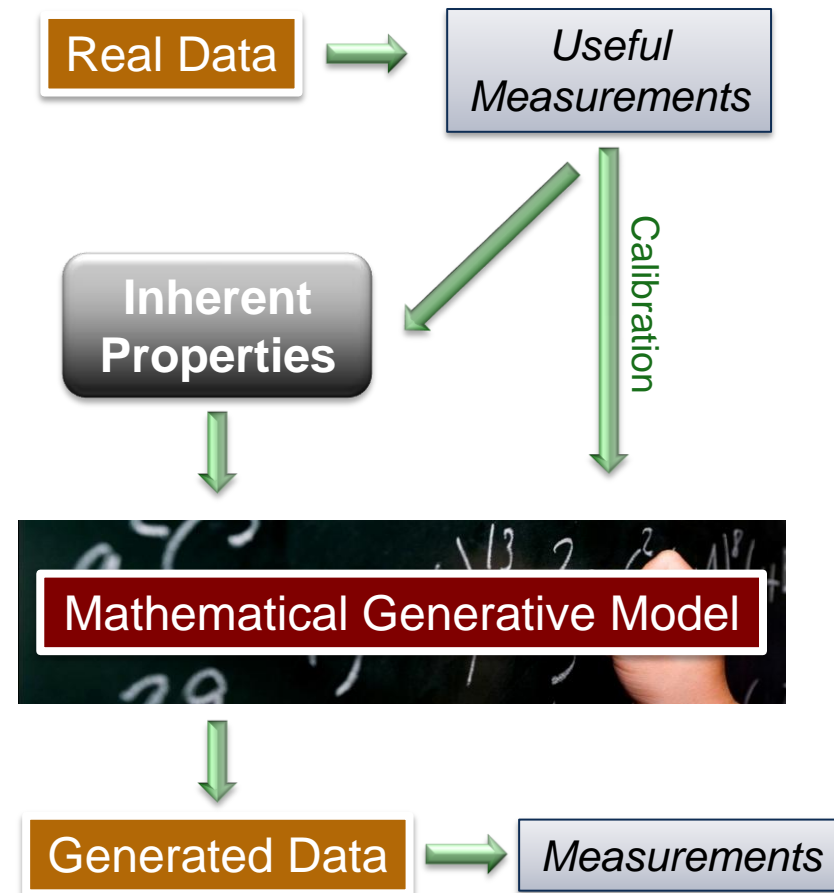 Real Data
Useful
Measurements
Calibration
Inherent
Properties
Mathematical Generative Model
Generated Data
Measurements